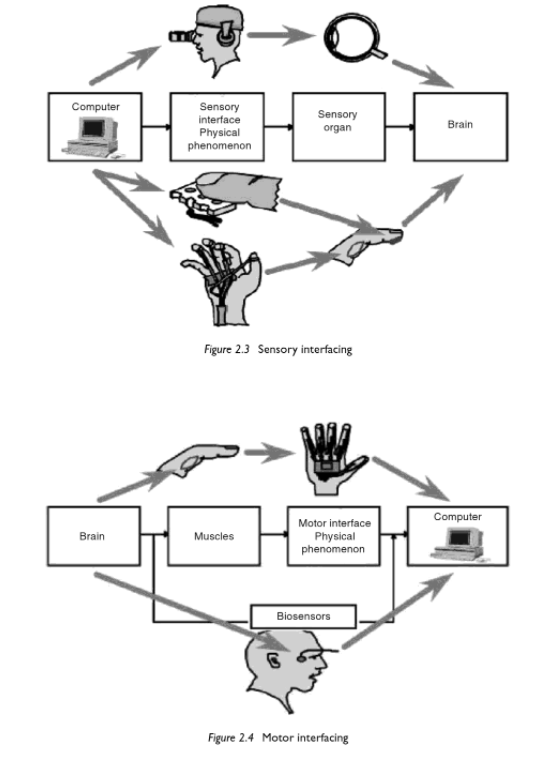 Computer
Sensory
interface
Physical
phenomenon
Sensory
organ
Brain
Figure 2.3 Sensory interfacing
Brain
Muscles
Motor interface
Physical
phenomenon
Computer
Biosensors
Figure 2.4 Motor interfacing